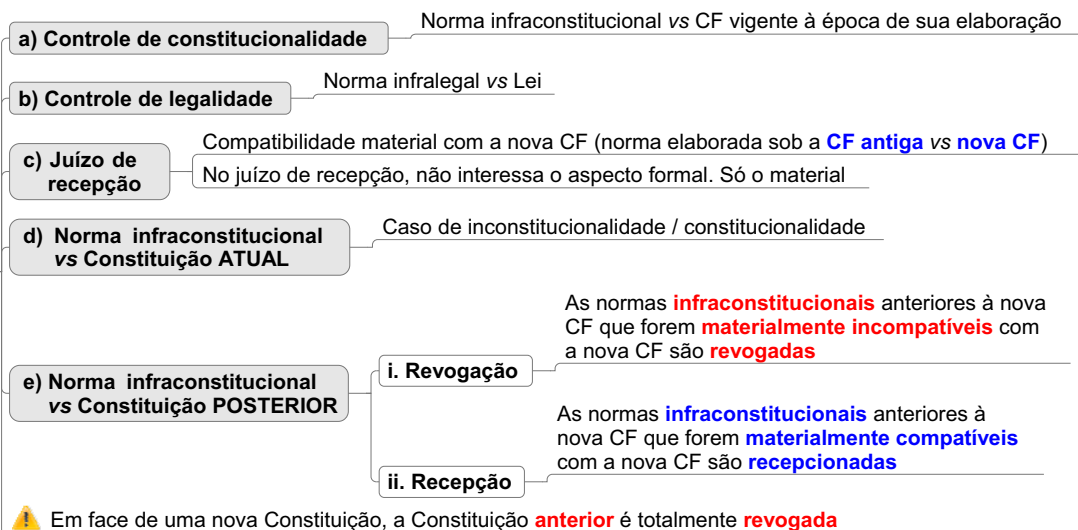 Norma infraconstitucional vs CF vigente à época de sua elaboração
a) Controle de constitucionalidade
Norma infralegal vs Lei
b) Controle de legalidade
Compatibilidade material com a nova CF (norma elaborada sob a CF antiga vs nova CF)
c) Juízo de
recepção
No juízo de recepção, não interessa o aspecto formal. Só o material
d) Norma infraconstitucional
vs Constituição ATUAL
Caso de inconstitucionalidade / constitucionalidade
e) Norma infraconstitucional
vs Constituição POSTERIOR
i. Revogação
As normas infraconstitucionais anteriores à nova
CF que forem materialmente incompatíveis com
a nova CF são revogadas
ii. Recepção
As normas infraconstitucionais anteriores à
nova CF que forem materialmente compatíveis
com a nova CF são recepcionadas
Em face de uma nova Constituição, a Constituição anterior é totalmente revogada